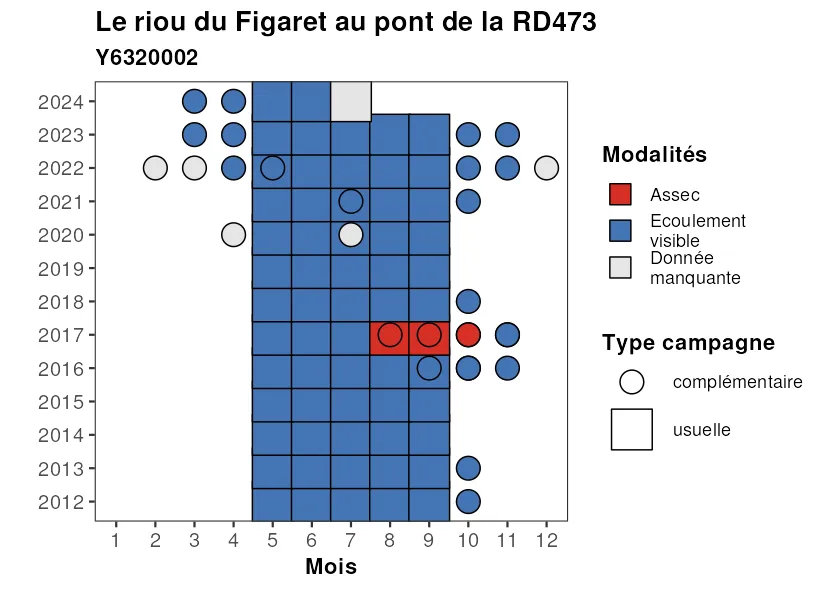 Le riou du Figaret au pont de la RD473
Y6320002
2024
2023
2022
2021
2020
2019
2018
2017
2016
2015
2014
2013
2012
1 2 3 4 5 6 7 8 9 10 11 12
Mois
Modalités
Assec
Ecoulement
visible
Donnée
manquante
Type campagne
complémentaire
usuelle